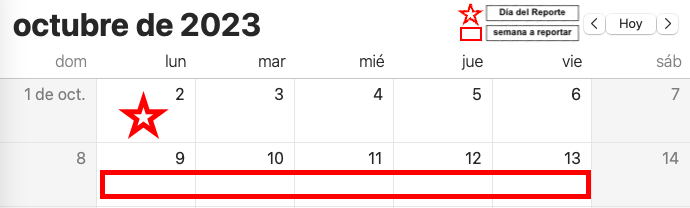 octubre de 2023
Día del Reporte
semana a reportar
Hoy
dom lun mar mié jue vie sáb
1 de oct. 2 3 4 5 6 7
8 9 10 11 12 13 14